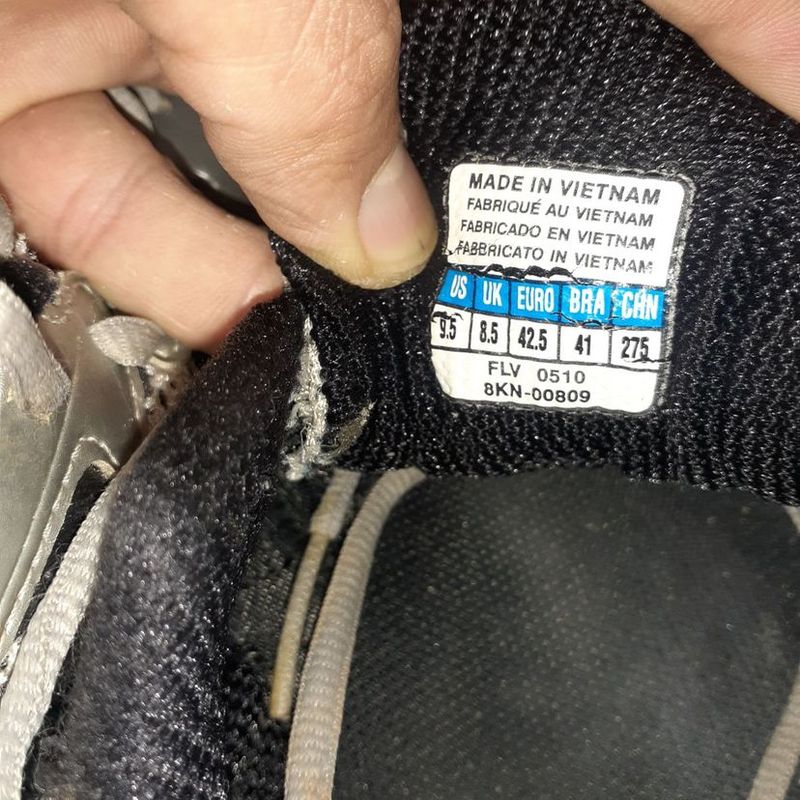 MADE IN VIETNAM
FABRIQUÉ AU VIETNAM
FABRICADO EN VIETNAM
FABBRICATO IN VIETNAM
US UK EURO BRA CHN
9.5 8.5 42.5 41 275
FLV 0510
8KN-00809